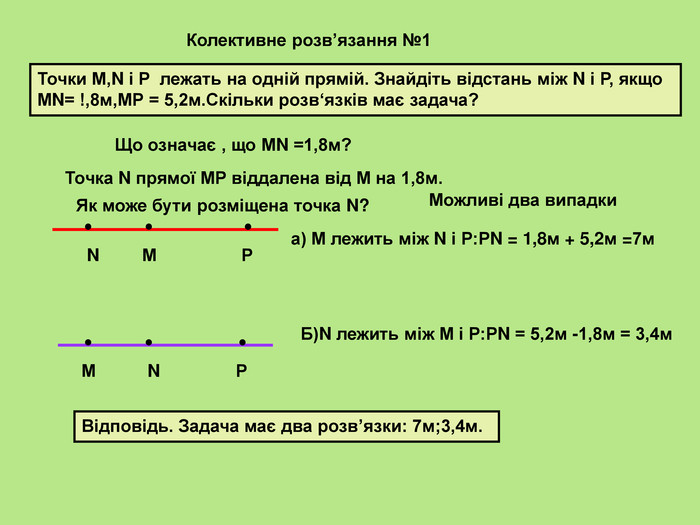 Колективне розв’язання №1
Точки M,N і P лежать на одній прямій. Знайдіть відстань між N і P, якщо
MN= !,8м,MP = 5,2м.Скільки розв‘язків має задача?
Що означає , що MN =1,8м?
Точка N прямої MP віддалена від M на 1,8м.
Як може бути розміщена точка N?
Можливі два випадки
а) M лежить між N і P:PN = 1,8м + 5,2м =7м
N M P
Б)N лежить між M і P:PN = 5,2м -1,8м = 3,4м
M N P
Відповідь. Задача має два розв’язки: 7м;3,4м.